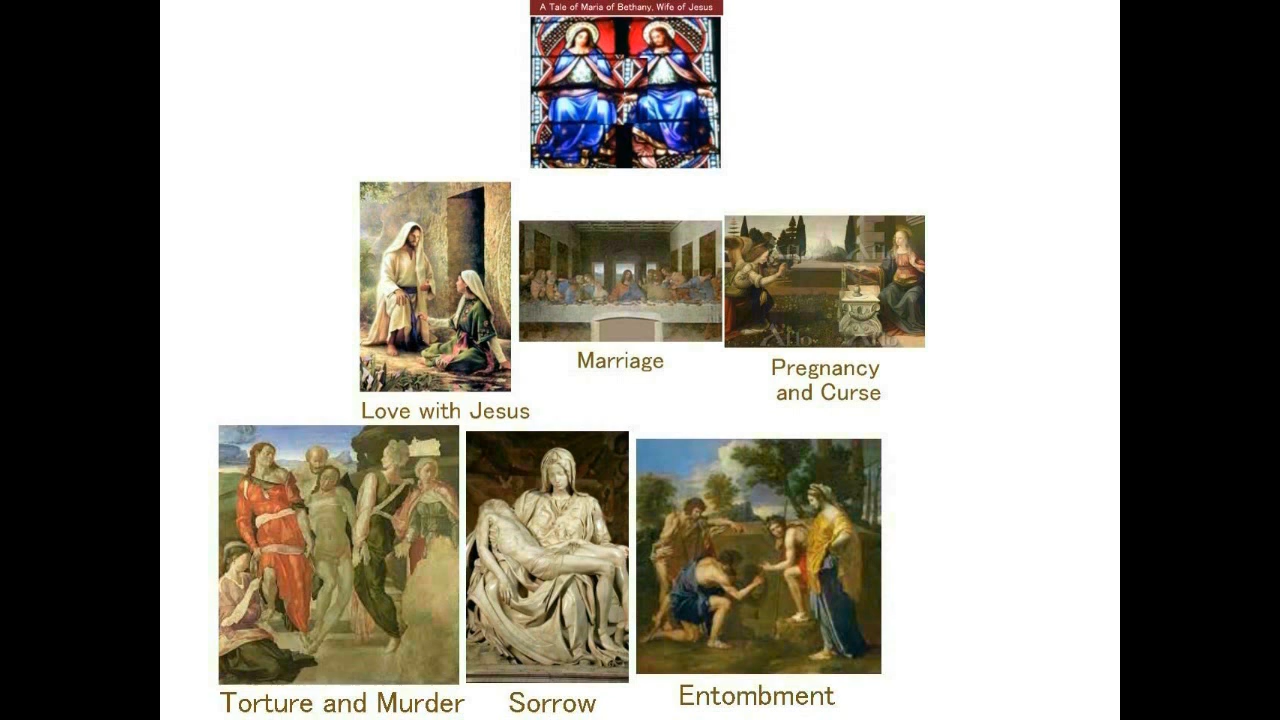 A Tale of Maria of Bethany, Wife of Jesus
Marriage
Pregnancy
and Curse
Love with Jesus
Torture and Murder
Sorrow
Entombment